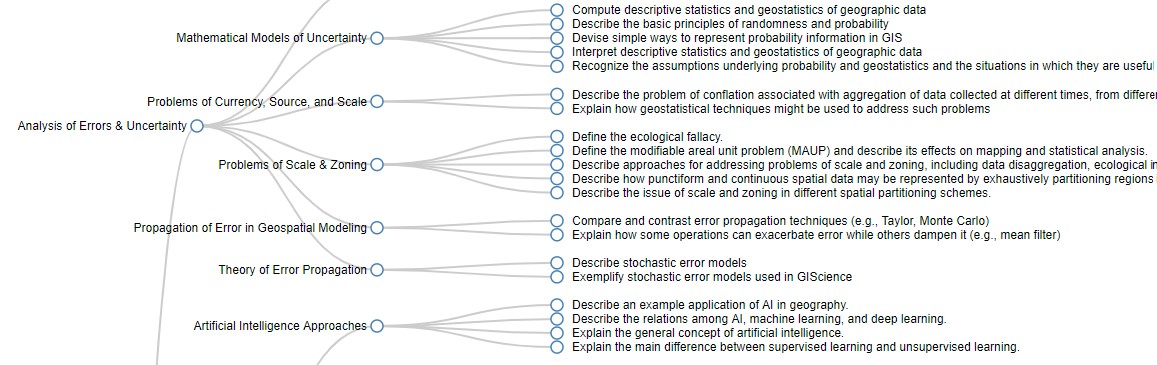 Compute descriptive statistics and geostatistics of geographic data
Describe the basic principles of randomness and probability
Mathematical Models of Uncertainty
Devise simple ways to represent probability information in GIS
Interpret descriptive statistics and geostatistics of geographic data
Recognize the assumptions underlying probability and geostatistics and the situations in which they are useful
Problems of Currency, Source, and Scale
Describe the problem of conflation associated with aggregation of data collected at different times, from
Explain how geostatistical techniques might be used to address such problems
Analysis of Errors & Uncertainty
Define the ecological fallacy.
Define the modifiable areal unit problem (MAUP) and describe its effects on mapping and statistical analysis.
Problems of Scale & Zoning
Describe approaches for addressing problems of scale and zoning, including data disaggregation, ecological
Describe how punctiform and continuous spatial data may be represented by exhaustively partitioning regions
Describe the issue of scale and zoning in different spatial partitioning schemes.
Propagation of Error in Geospatial Modeling
Compare and contrast error propagation techniques (e.g., Taylor, Monte Carlo)
Explain how some operations can exacerbate error while others dampen it (e.g., mean filter)
Theory of Error Propagation
Describe stochastic error models
Exemplify stochastic error models used in GIScience
Artificial Intelligence Approaches
Describe an example application of AI in geography.
Describe the relations among AI, machine learning, and deep learning.
Explain the general concept of artificial intelligence.
Explain the main difference between supervised learning and unsupervised learning.